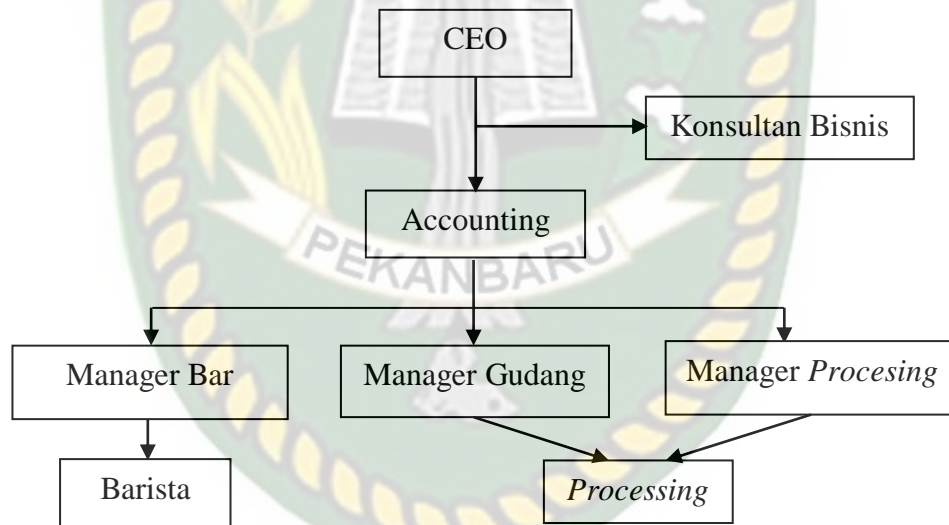 CEO
Konsultan Bisnis
Accounting
PEKANBARU
Manager Bar
Manager Gudang
Manager Procesing
Barista
Processing